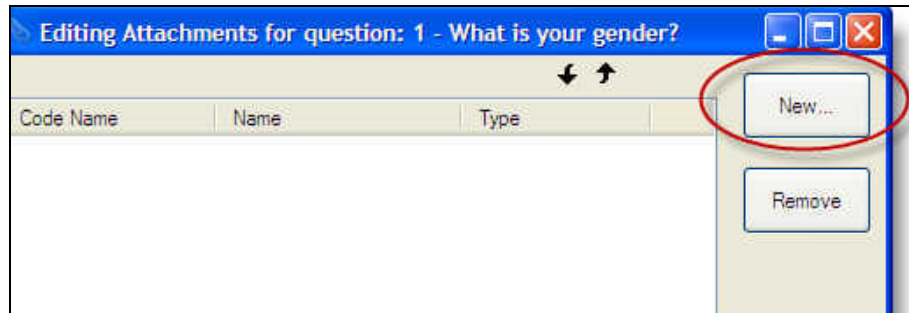 Editing Attachments for question: 1 - What is your gender?
Code Name Name Type
New...
Remove